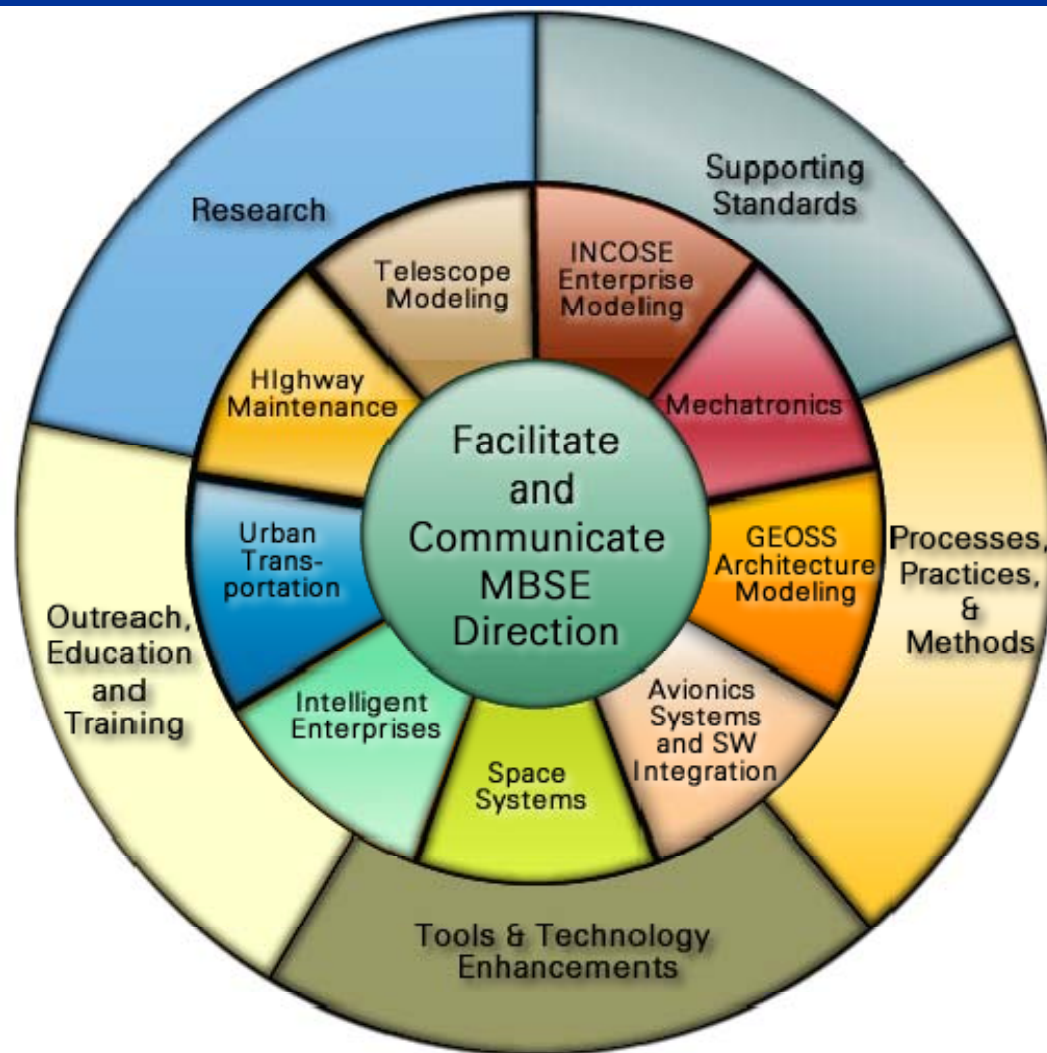 Research
Supporting
Standards
Telescope
Modeling
INCOSE
Enterprise
Modeling
HIghway
Maintenance
Mechatronics
Facilitate
and
Communicate
MBSE
Direction
Urban
Trans-
portation
GEOSS
Architecture
Modeling
Processes,
Practices,
&
Methods
Outreach,
Education
and
Training
Intelligent
Enterprises
Avionics
Systems
and SW
Integration
Space
Systems
Tools & Technology
Enhancements